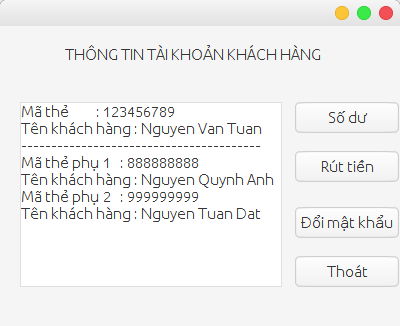 THÔNG TIN TÀI KHOẢN KHÁCH HÀNG
Mã thẻ : 123456789
Tên khách hàng : Nguyen Van Tuan
----------------------------------------
Mã thẻ phụ 1 : 888888888
Tên khách hàng : Nguyen Quynh Anh
Mã thẻ phụ 2 : 999999999
Tên khách hàng : Nguyen Tuan Dat
Số dư
Rút tiền
Đổi mật khẩu
Thoát